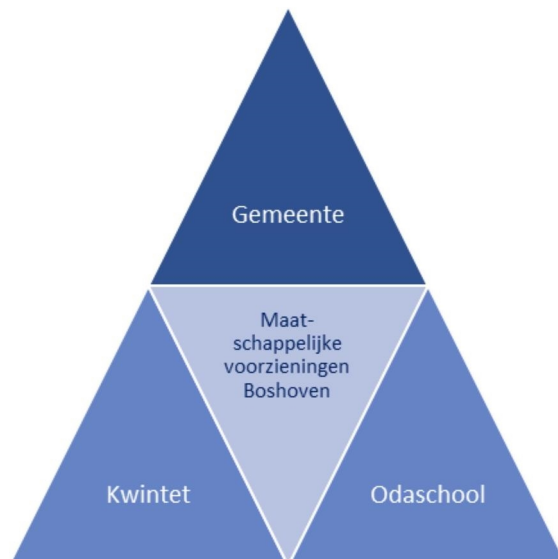 Gemeente
Maat-
schappelijke
voorzieningen
Boshoven
Kwintet
Odaschool